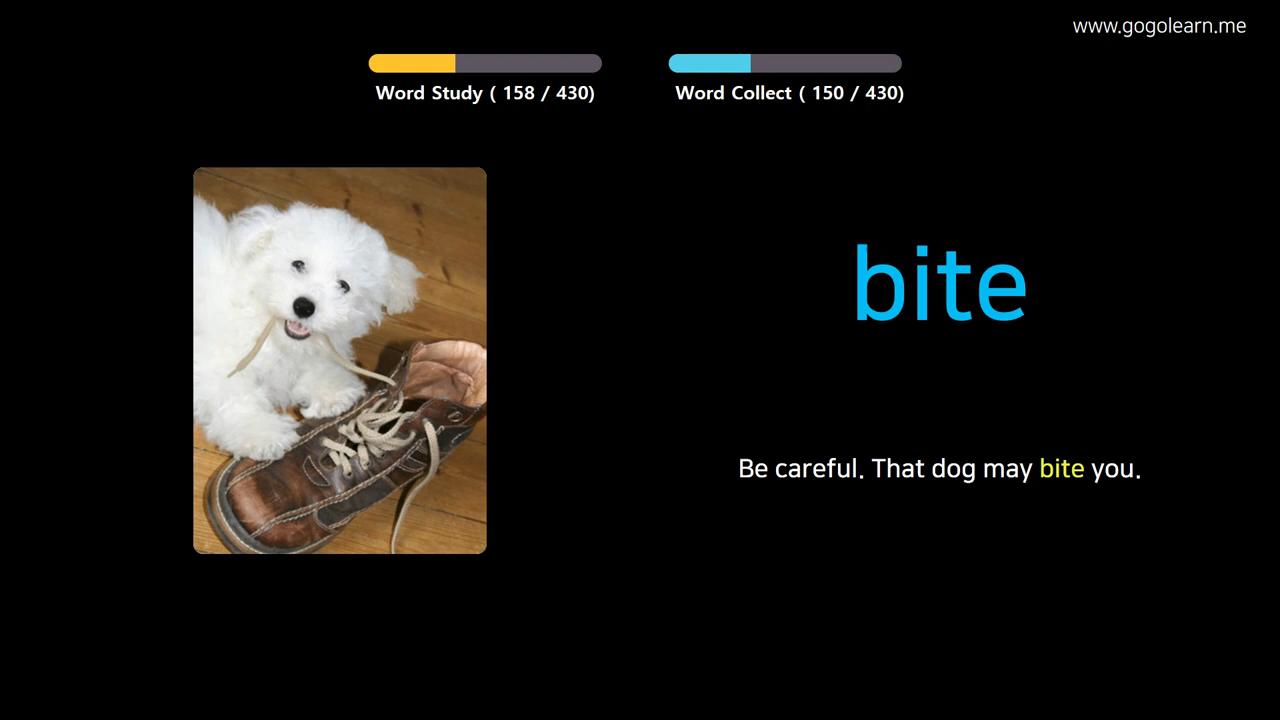 www.gogolearn.me
Word Study ( 158 / 430)
Word Collect ( 150 / 430)
bite
Be careful. That dog may bite you.